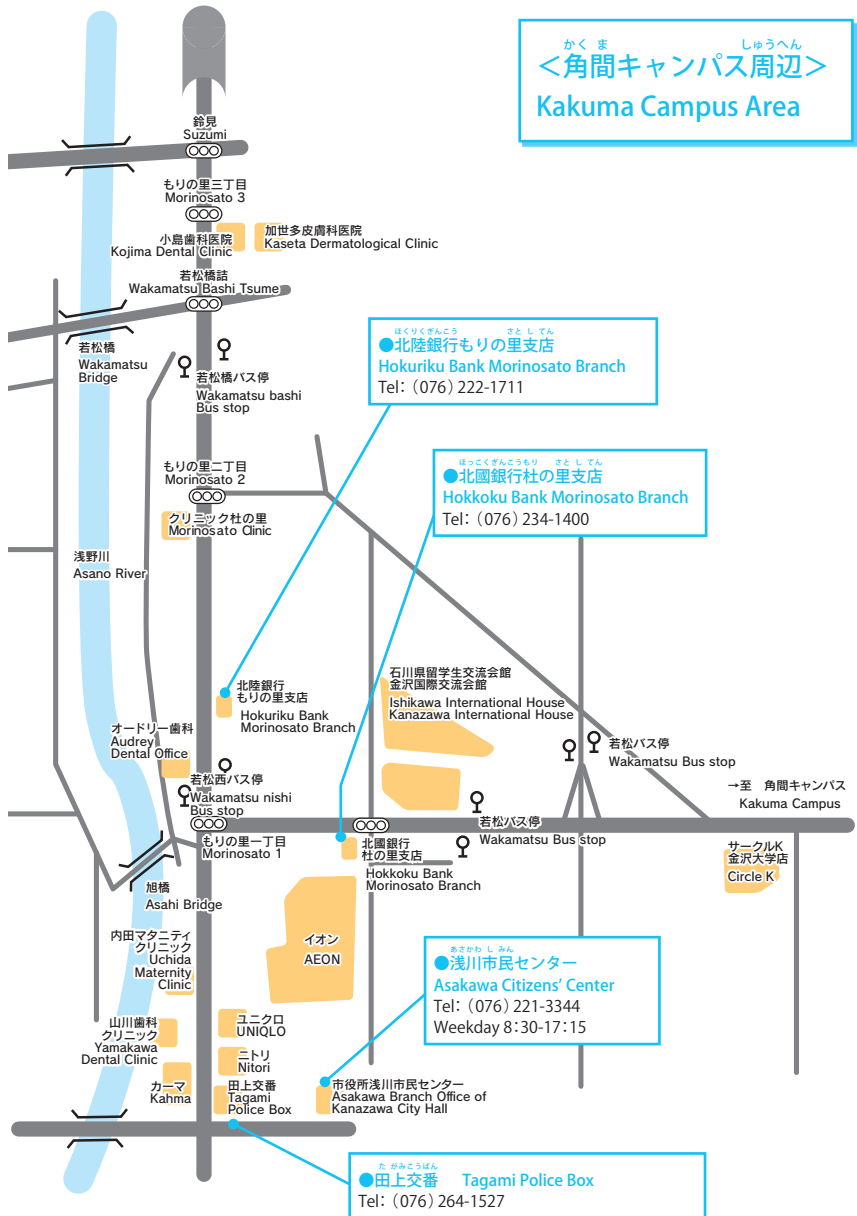 かくま しゅうへん
＜角間キャンパス周辺＞
Kakuma Campus Area
鈴見
Suzumi
もりの里三丁目
Morinosato 3
小島歯科医院
Kojima Dental Clinic
加世多皮膚科医院
Kaseta Dermatological Clinic
若松橋詰
Wakamatsu Bashi Tsume
若松橋
Wakamatsu
Bridge
若松橋バス停
Wakamatsu bashi
Bus stop
ほくりくぎんこう さとしてん
●北陸銀行もりの里支店
Hokuriku Bank Morinosato Branch
Tel:（076）222-1711
もりの里二丁目
Morinosato 2
ほっこくぎんこうもり さとしてん
●北國銀行杜の里支店
Hokkoku Bank Morinosato Branch
Tel:（076）234-1400
クリニック杜の里
Morinosato Clinic
浅野川
Asano River
北陸銀行
もりの里支店
Hokuriku Bank
Morinosato Branch
石川県留学生交流会館
金沢国際交流会館
Ishikawa International House
Kanazawa International House
オードリー歯科
Audrey
Dental Office
若松バス停
Wakamatsu Bus stop
若松西バス停
Wakamatsu nishi
Bus stop
→至　角間キャンパス
Kakuma Campus
若松バス停
Wakamatsu Bus stop
もりの里一丁目
Morinosato 1
北國銀行
杜の里支店
Hokkoku Bank
Morinosato Branch
サークルK
金沢大学店
Circle K
旭橋
Asahi Bridge
イオン
AEON
内田マタニティ
クリニック
Uchida
Maternity
Clinic
あさかわしみん
●浅川市民センター
Asakawa Citizens' Center
Tel:（076）221-3344
Weekday 8:30-17:15
山川歯科
クリニック
Yamakawa
Dental Clinic
ユニクロ
UNIQLO
ニトリ
Nitori
カーマ
Kahma
田上交番
Tagami
Police Box
市役所浅川市民センター
Asakawa Branch Office of
Kanazawa City Hall
たがみこうばん
●田上交番　Tagami Police Box
Tel:（076）264-1527